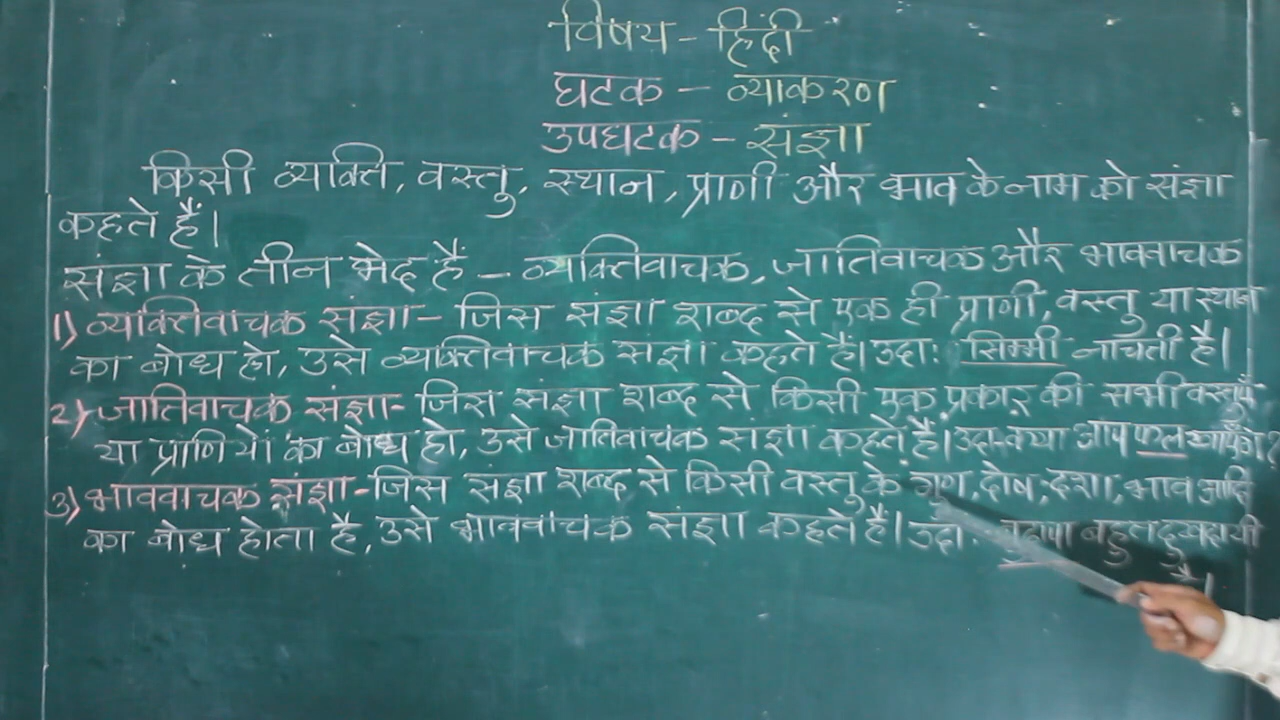 विषय - हिंदी
घटक - व्याकरण
उपघटक - संज्ञा
किसी व्यक्ति, वस्तु, स्थान, प्राणी और भाव के नाम को संज्ञा
कहते हैं।
संज्ञा के तीन भेद हैं - व्यक्तिवाचक, जातिवाचक और भाववाचक
1) व्यक्तिवाचक संज्ञा - जिस संज्ञा शब्द से एक ही प्राणी, वस्तु या स्थान
का बोध हो, उसे व्यक्तिवाचक संज्ञा कहते हैं। उदा: सिम्मी नाचती है।
2) जातिवाचक संज्ञा - जिस संज्ञा शब्द से किसी एक प्रकार की सभी वस्तुएँ
या प्राणियों का बोध हो, उसे जातिवाचक संज्ञा कहते हैं। उदा-क्या आप फल
3) भाववाचक संज्ञा - जिस संज्ञा शब्द से किसी वस्तु के गुण, दोष, दशा, भाव आदि
का बोध होता है, उसे भाववाचक संज्ञा कहते हैं। उदा: बुढ़ापा बहुत दुखदायी
है।